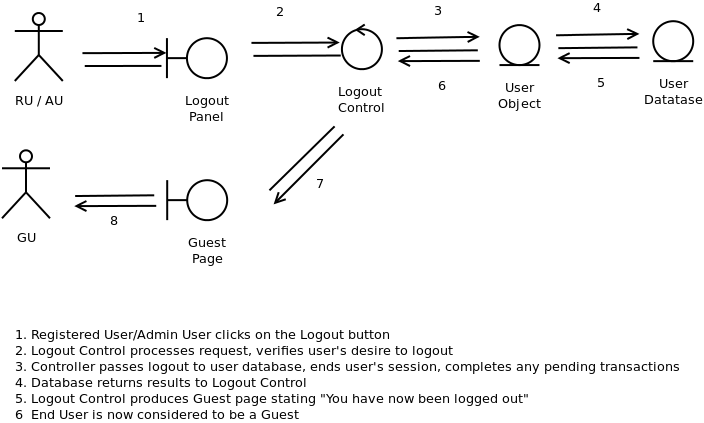 1
2
3
4
RU / AU
Logout
Panel
Logout
Control
6
User
Object
5
User
Datatase
7
GU
8
Guest
Page
1. Registered User/Admin User clicks on the Logout button
2. Logout Control processes request, verifies user's desire to logout
3. Controller passes logout to user database, ends user's session, completes any pending transactions
4. Database returns results to Logout Control
5. Logout Control produces Guest page stating "You have now been logged out"
6  End User is now considered to be a Guest